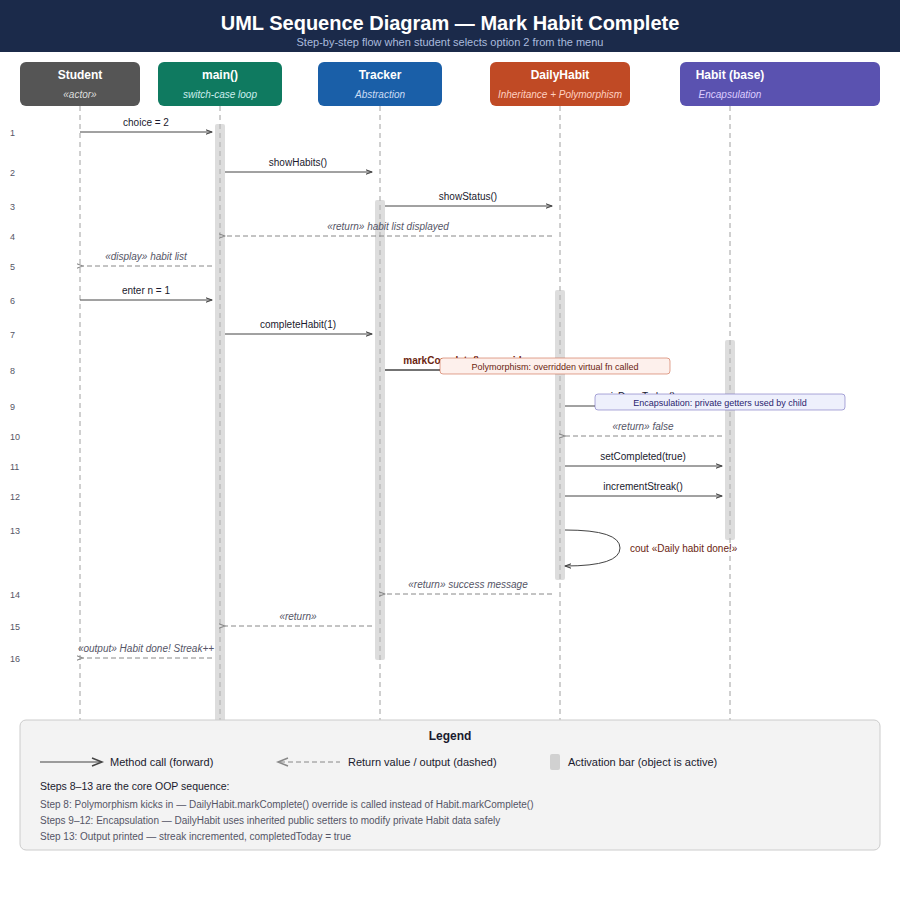 UML Sequence Diagram — Mark Habit Complete
Step-by-step flow when student selects option 2 from the menu
Student
«actor»
main()
switch-case loop
Tracker
Abstraction
DailyHabit
Inheritance + Polymorphism
Habit (base)
Encapsulation
1
choice = 2
2
showHabits()
3
showStatus()
4
«return» habit list displayed
5
«display» habit list
6
enter n = 1
7
completeHabit(1)
8
Polymorphism: overridden virtual fn called
9
Encapsulation: private getters used by child
10
«return» false
11
setCompleted(true)
12
incrementStreak()
13
cout «Daily habit done!»
14
«return» success message
15
«return»
16
«output» Habit done! Streak++
Legend
Method call (forward)
Return value / output (dashed)
Activation bar (object is active)
Steps 8–13 are the core OOP sequence:
Step 8: Polymorphism kicks in — DailyHabit.markComplete() override is called instead of Habit.markComplete()
Steps 9–12: Encapsulation — DailyHabit uses inherited public setters to modify private Habit data safely
Step 13: Output printed — streak incremented, completedToday = true